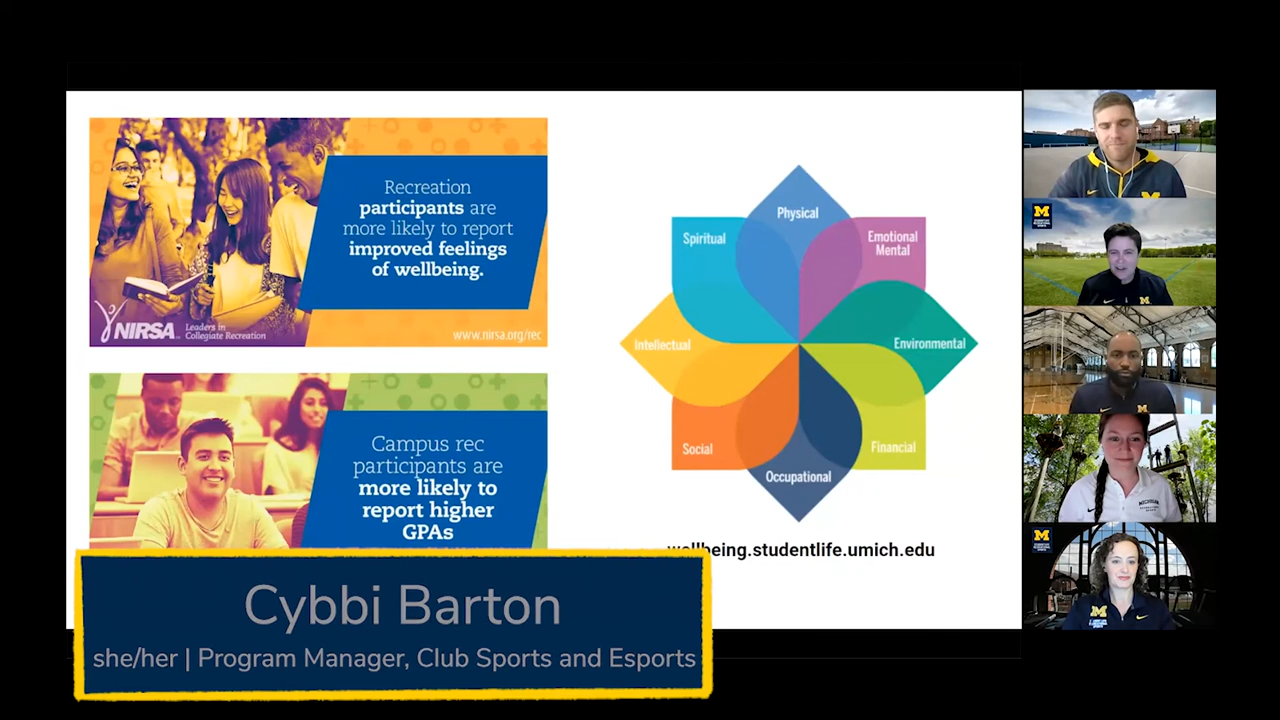 Recreation
participants are
more likely to report
improved feelings
of wellbeing.
NIRSA
Leaders in
Collegiate Recreation
www.nirsa.org/rec
Campus rec
participants are
more likely to
report higher
GPAs
Physical
Spiritual
Emotional
Mental
Intellectual
Environmental
Social
Financial
Occupational
wellbeing.studentlife.umich.edu
Cybbi Barton
she/her | Program Manager, Club Sports and Esports
M
M
M
M
M
MICHIGAN
M
M